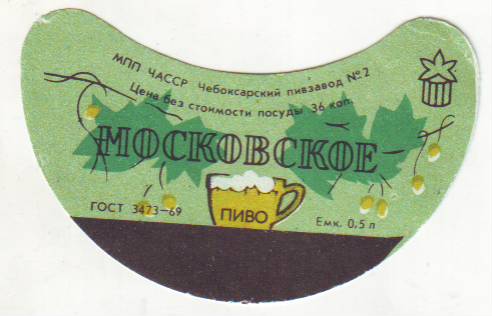 МПП ЧАССР Чебоксарский пивзавод №2
Цена без стоимости посуды 36 коп.
МОСКОВСКОЕ
ПИВО
ГОСТ 3473-69
Емк. 0,5 л